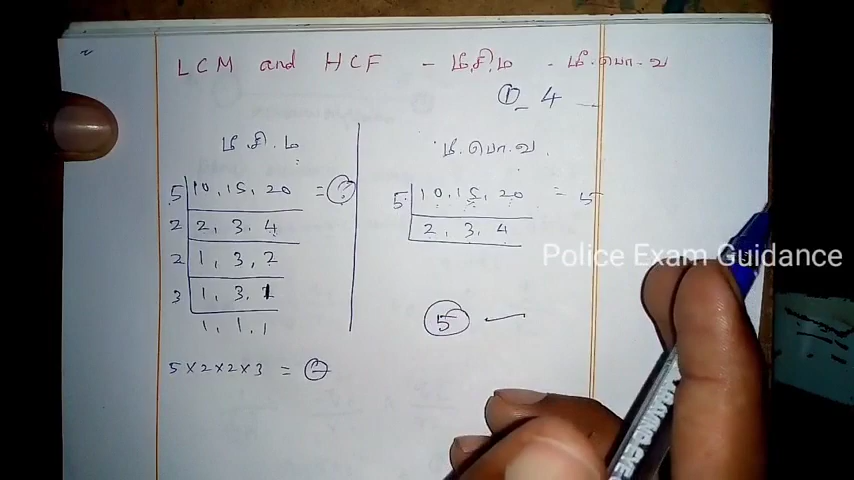 LCM and HCF - மீ.சி.ம - மீ.பொ.வ
① - 4 -
மீ.சி.ம
5 | 10, 15, 20 = ?
2 | 2, 3, 4
2 | 1, 3, 2
3 | 1, 3, 1
1, 1, 1
5 × 2 × 2 × 3 =
மீ.பொ.வ.
5 | 10, 15, 20 = 5
2, 3, 4
5
Police Exam Guidance